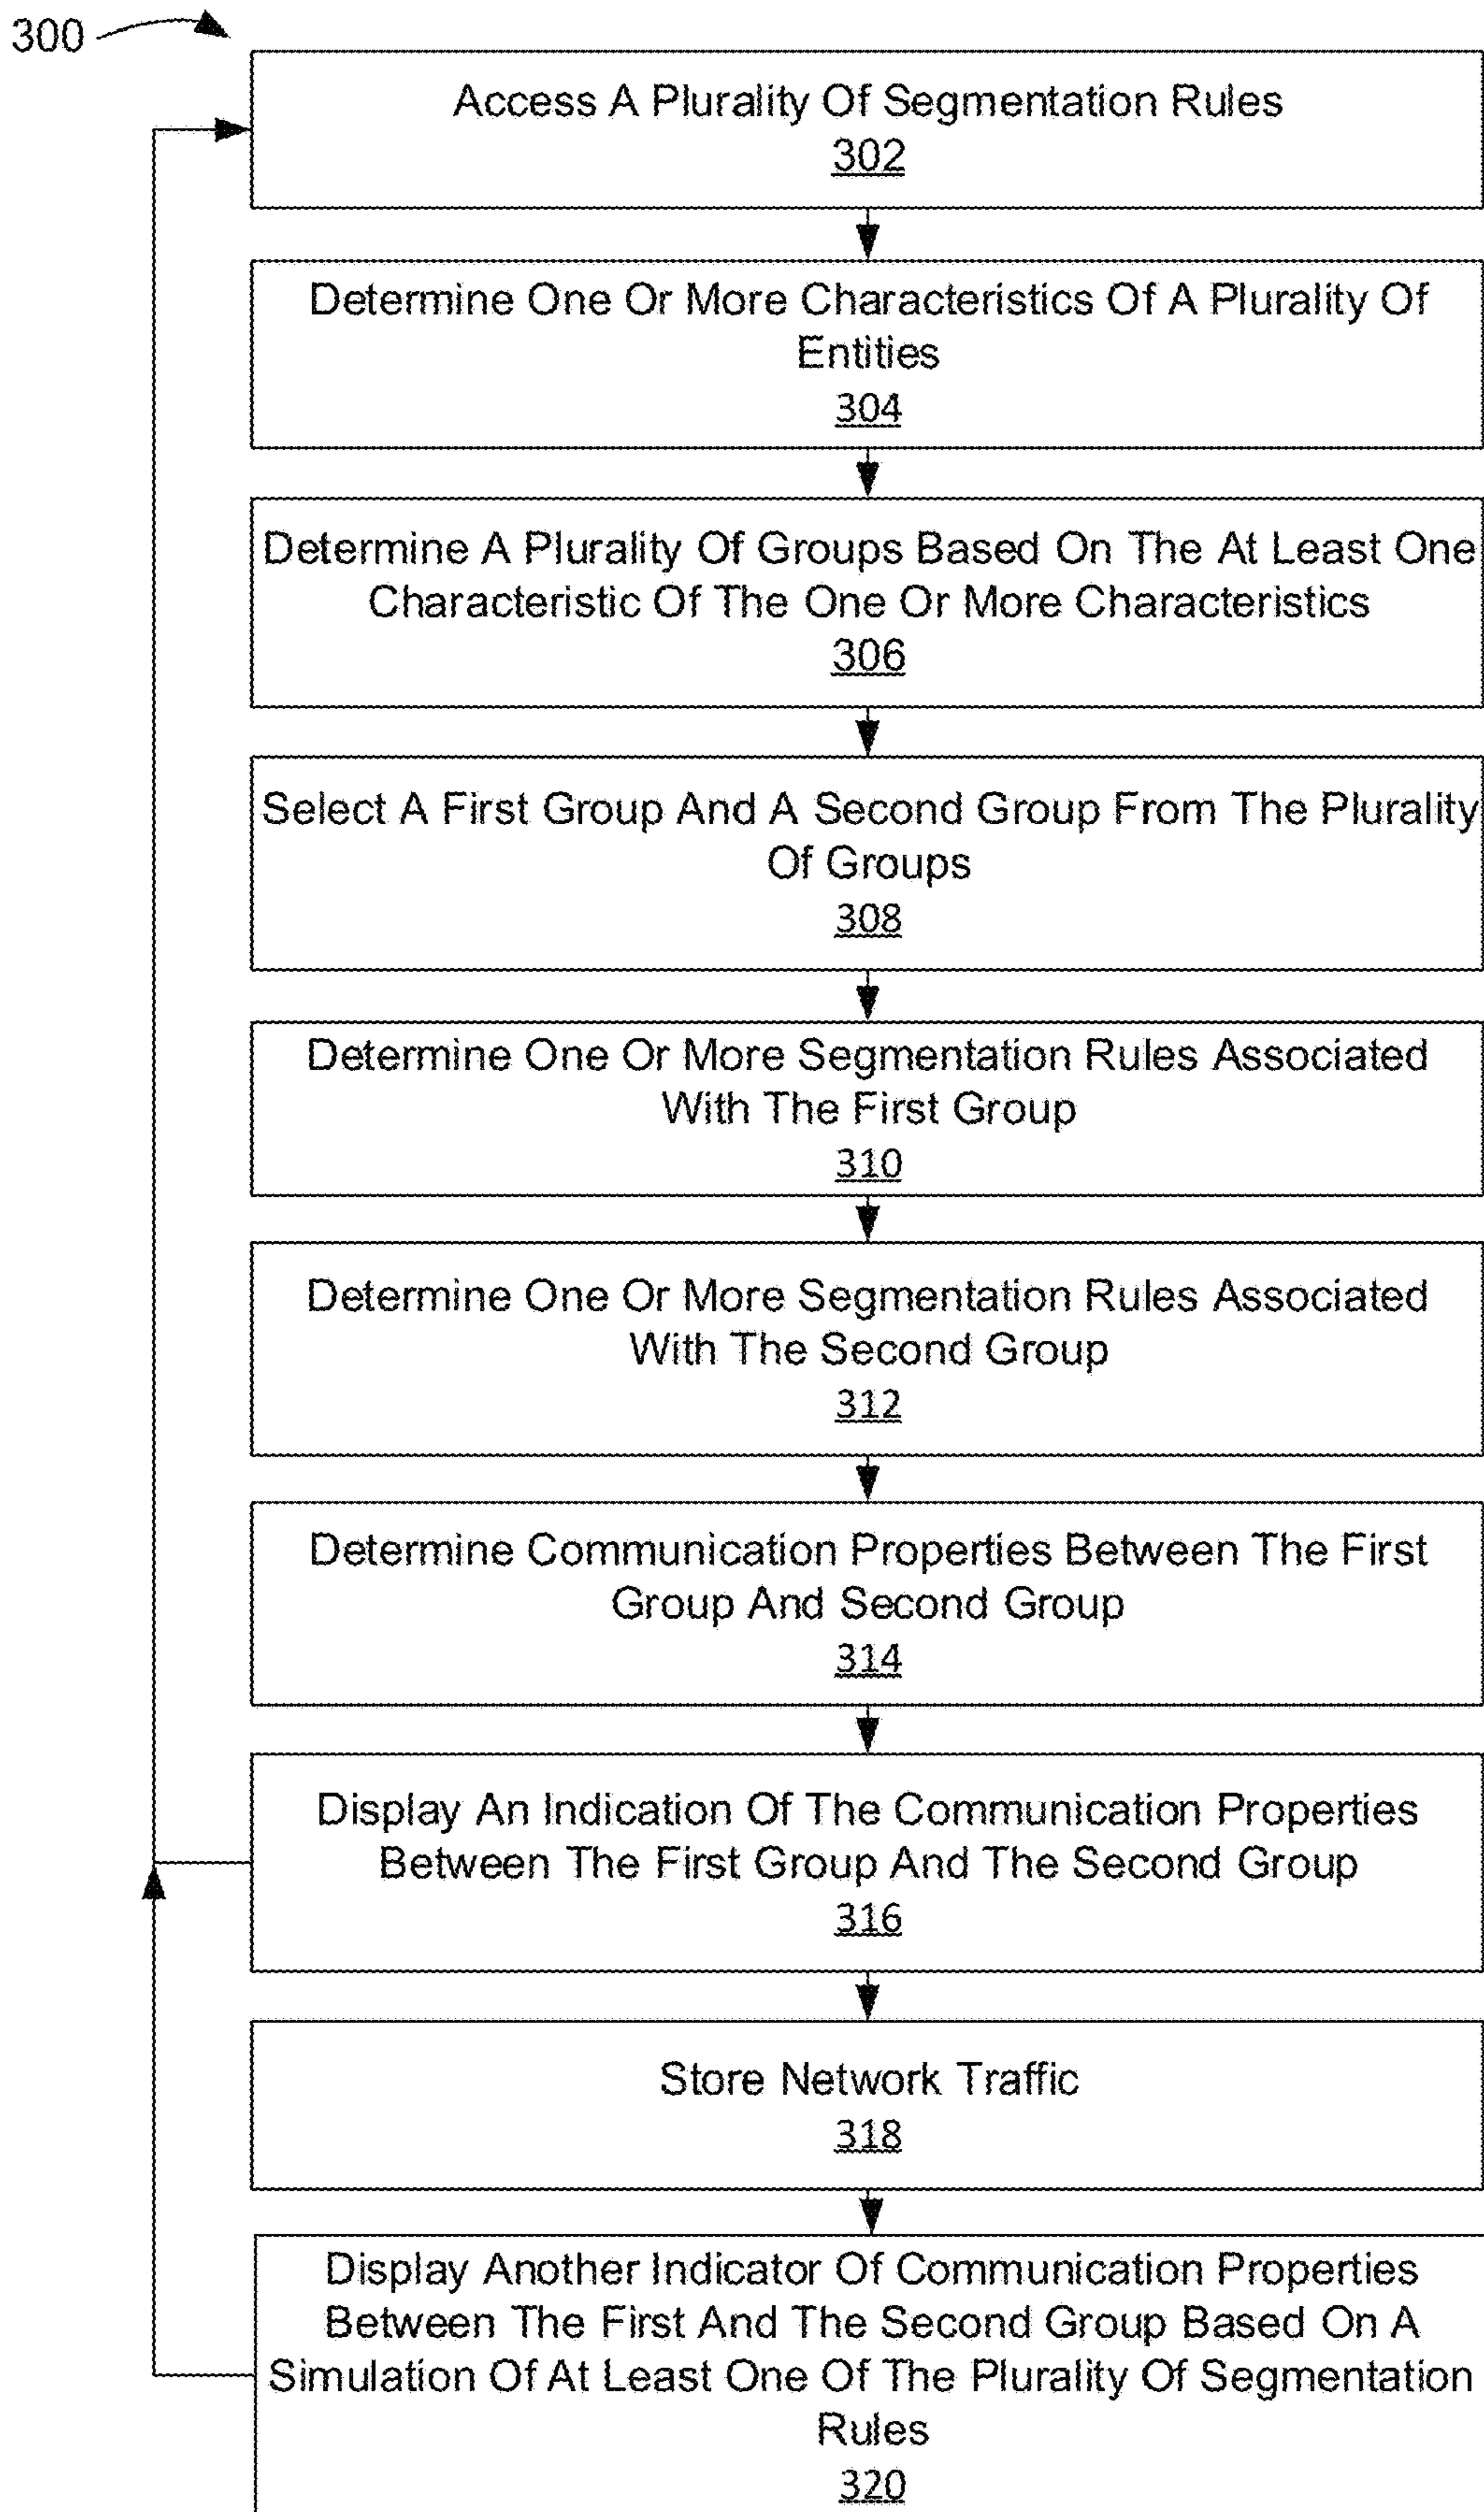 300
Access A Plurality Of Segmentation Rules
302
Determine One Or More Characteristics Of A Plurality Of
Entities
304
Determine A Plurality Of Groups Based On The At Least One
Characteristic Of The One Or More Characteristics
306
Select A First Group And A Second Group From The Plurality
Of Groups
308
Determine One Or More Segmentation Rules Associated
With The First Group
310
Determine One Or More Segmentation Rules Associated
With The Second Group
312
Determine Communication Properties Between The First
Group And Second Group
314
Display An Indication Of The Communication Properties
Between The First Group And The Second Group
316
Store Network Traffic
318
Display Another Indicator Of Communication Properties
Between The First And The Second Group Based On A
Simulation Of At Least One Of The Plurality Of Segmentation
Rules
320